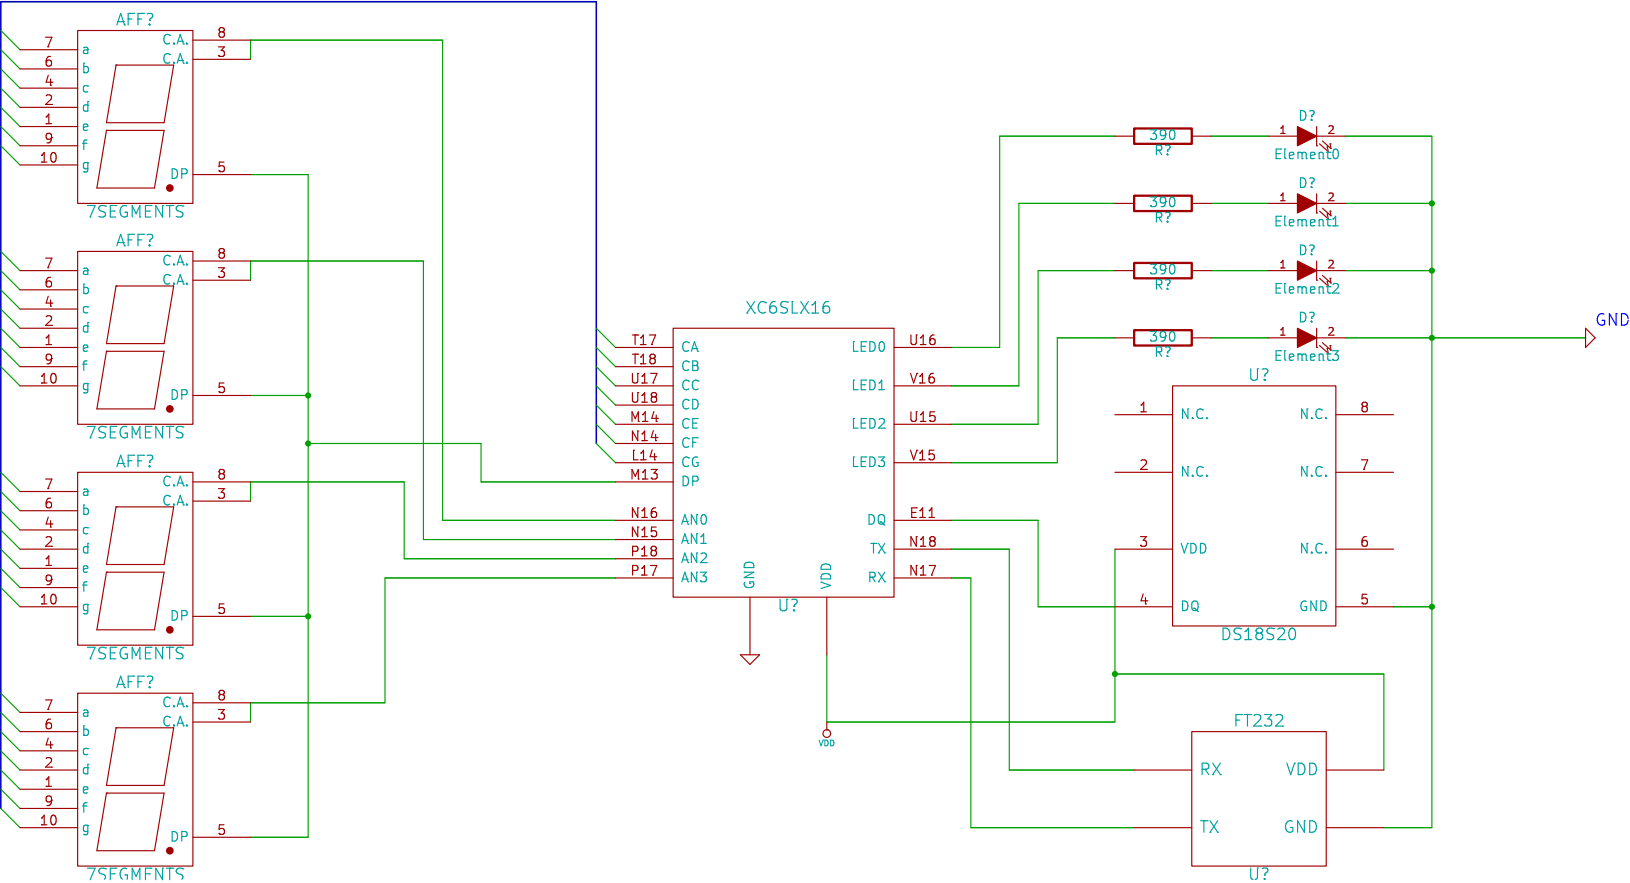 AFF?
7 a C.A. 8
6 b C.A. 3
4 c
2 d
1 e
9 f
10 g DP 5
7SEGMENTS
AFF?
7 a C.A. 8
6 b C.A. 3
4 c
2 d
1 e
9 f
10 g DP 5
7SEGMENTS
AFF?
7 a C.A. 8
6 b C.A. 3
4 c
2 d
1 e
9 f
10 g DP 5
7SEGMENTS
AFF?
7 a C.A. 8
6 b C.A. 3
4 c
2 d
1 e
9 f
10 g DP 5
7SEGMENTS
XC6SLX16
T17 CA LED0 U16
T18 CB
U17 CC LED1 V16
U18 CD
M14 CE LED2 U15
N14 CF
L14 CG LED3 V15
M13 DP
N16 AN0 DQ E11
N15 AN1
P18 AN2 TX N18
P17 AN3 RX N17
GND
VDD
U?
VDD
390
R?
D?
1 2
Element0
390
R?
D?
1 2
Element1
390
R?
D?
1 2
Element2
390
R?
D?
1 2
Element3
GND
U?
1 N.C. N.C. 8
2 N.C. N.C. 7
3 VDD N.C. 6
4 DQ GND 5
DS18S20
FT232
RX VDD
TX GND
U?